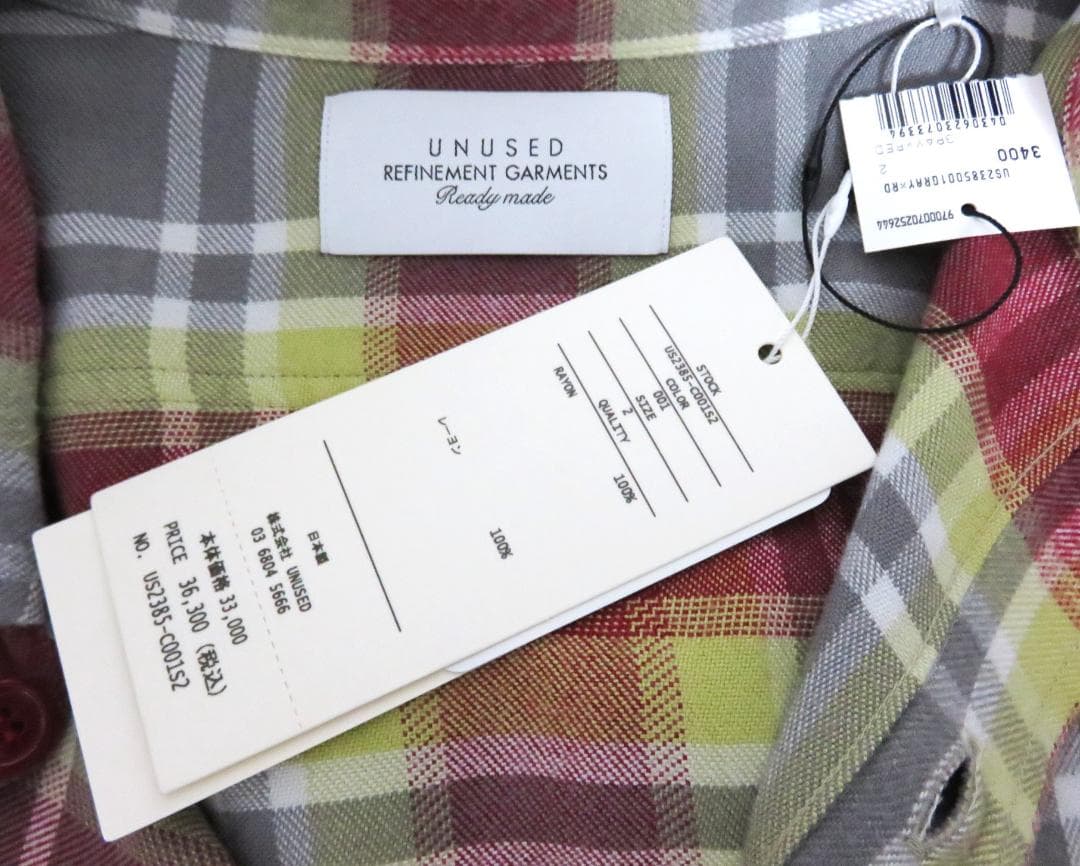 UNUSED
REFINEMENT GARMENTS
Ready made
STOCK
US2385-C001S2
COLOR
001
SIZE
2
QUALITY
RAYON 100%
レーヨン 100%
日本製
株式会社 UNUSED
03 6804 5666
本体価格 33,000
PRICE 36,300 (税込)
NO. US2385-C001S2
9700070252644
US2385001GRAY×RD
2
3400
3P6Y×RED
0430623073394